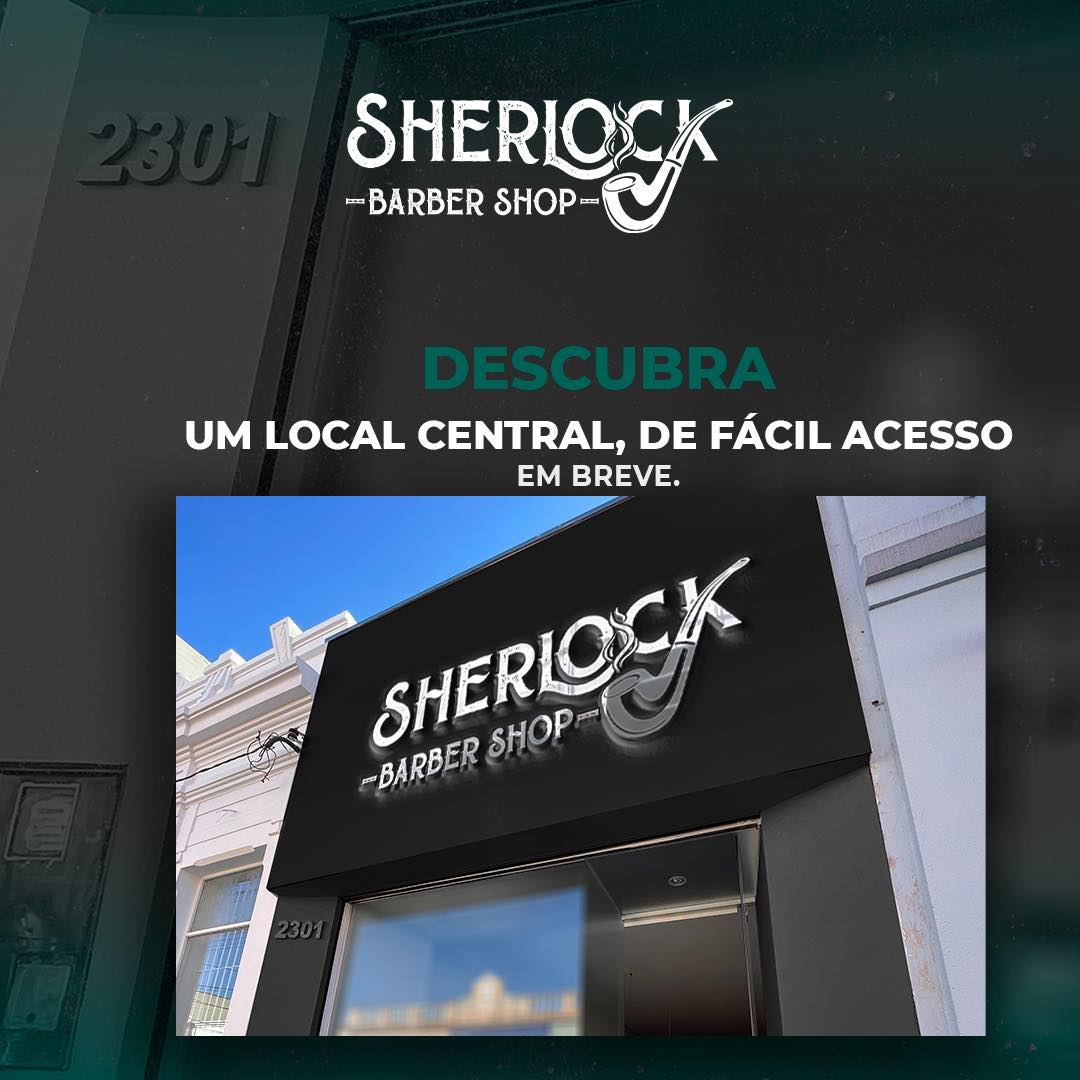 2301
SHERLOCK
BARBER SHOP
DESCUBRA
UM LOCAL CENTRAL, DE FÁCIL ACESSO
EM BREVE.
SHERLOCK
BARBER SHOP
2301